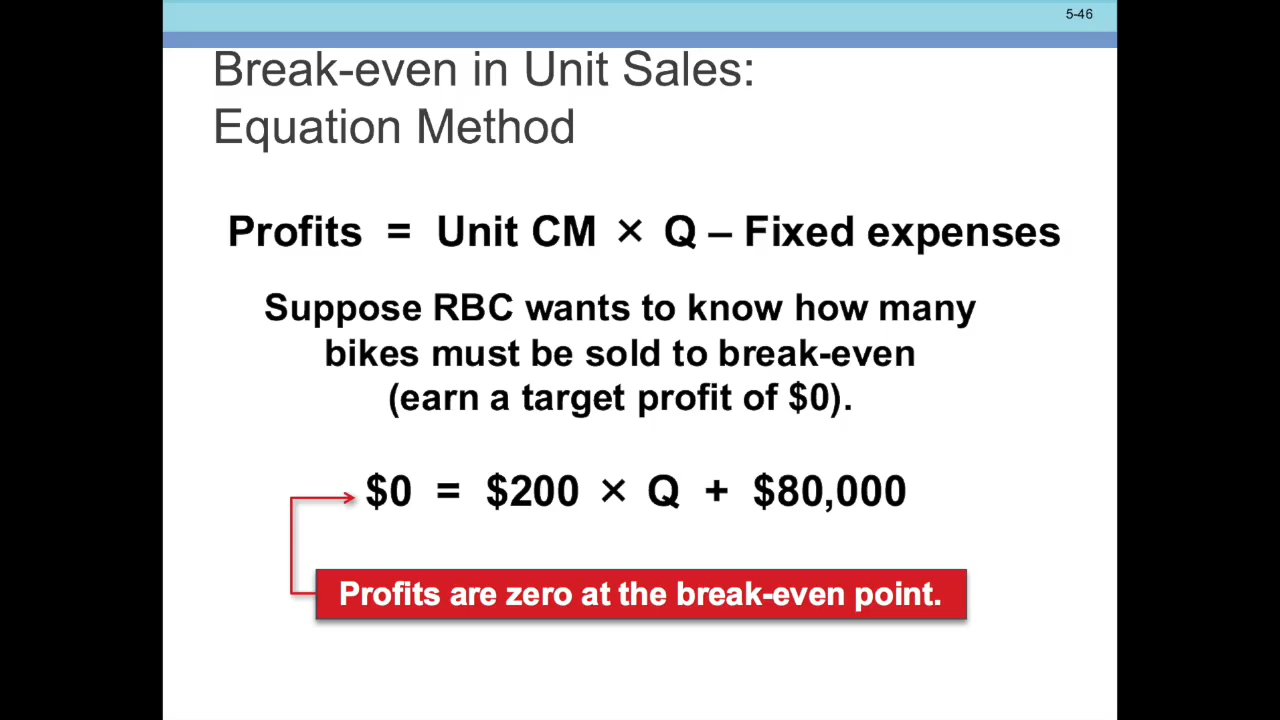 5-46
Break-even in Unit Sales:
Equation Method
Profits = Unit CM × Q – Fixed expenses
Suppose RBC wants to know how many
bikes must be sold to break-even
(earn a target profit of $0).
$0 = $200 × Q + $80,000
Profits are zero at the break-even point.